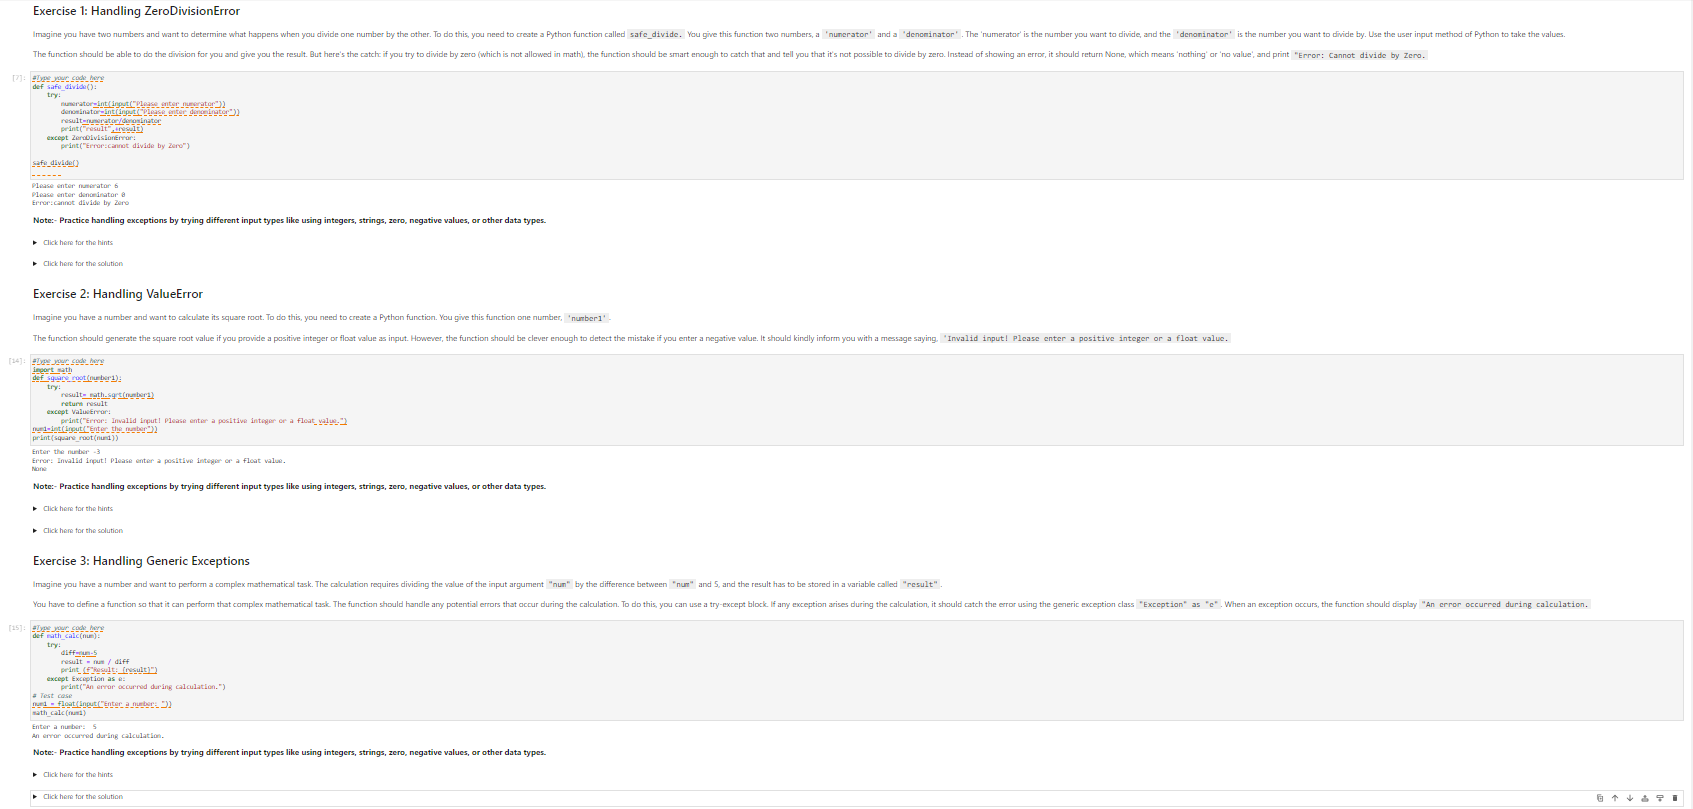 Exercise 1: Handling ZeroDivisionError
Imagine you have two numbers and want to determine what happens when you divide one number by the other. To do this, you need to create a Python function called safe_divide. You give this function two numbers, a 'numerator' and a 'denominator' . The 'numerator' is the number you want to divide, and the 'denominator' is the number you want to divide by. Use the user input method of Python to take the values.
The function should be able to do the division for you and give you the result. But here's the catch: if you try to divide by zero (which is not allowed in math), the function should be smart enough to catch that and tell you that it's not possible to divide by zero. Instead of showing an error, it should return None, which means 'nothing' or 'no value', and print "Error: Cannot divide by Zero.
[7]: #Type your code here
def safe_divide():
try:
numerator=int(input("Please enter numerator"))
denominator=int(input("Please enter denominator"))
result=numerator/denominator
print("result",result)
except ZeroDivisionError:
print("Error:cannot divide by Zero")
safe_divide()
------
Please enter numerator 6
Please enter denominator 0
Error:cannot divide by Zero
Note:- Practice handling exceptions by trying different input types like using integers, strings, zero, negative values, or other data types.
Click here for the hints
Click here for the solution
Exercise 2: Handling ValueError
Imagine you have a number and want to calculate its square root. To do this, you need to create a Python function. You give this function one number, 'number1'.
The function should generate the square root value if you provide a positive integer or float value as input. However, the function should be clever enough to detect the mistake if you enter a negative value. It should kindly inform you with a message saying, 'Invalid input! Please enter a positive integer or a float value.
[14]: #Type your code here
import math
def square_root(number1):
try:
result= math.sqrt(number1)
return result
except ValueError:
print("Error: invalid input! Please enter a positive integer or a float value.")
num1=int(input("Enter the number"))
print(square_root(num1))
Enter the number -3
Error: invalid input! Please enter a positive integer or a float value.
None
Note:- Practice handling exceptions by trying different input types like using integers, strings, zero, negative values, or other data types.
Click here for the hints
Click here for the solution
Exercise 3: Handling Generic Exceptions
Imagine you have a number and want to perform a complex mathematical task. The calculation requires dividing the value of the input argument "num" by the difference between "num" and 5, and the result has to be stored in a variable called "result".
You have to define a function so that it can perform that complex mathematical task. The function should handle any potential errors that occur during the calculation. To do this, you can use a try-except block. If any exception arises during the calculation, it should catch the error using the generic exception class "Exception" as "e". When an exception occurs, the function should display "An error occurred during calculation.
[15]: #Type your code here
def math_calc(num):
try:
diff=num-5
result = num / diff
print (f"Result: {result}")
except Exception as e:
print("An error occurred during calculation.")
# Test case
num1 = float(input("Enter a number: "))
math_calc(num1)
Enter a number: 5
An error occurred during calculation.
Note:- Practice handling exceptions by trying different input types like using integers, strings, zero, negative values, or other data types.
Click here for the hints
Click here for the solution